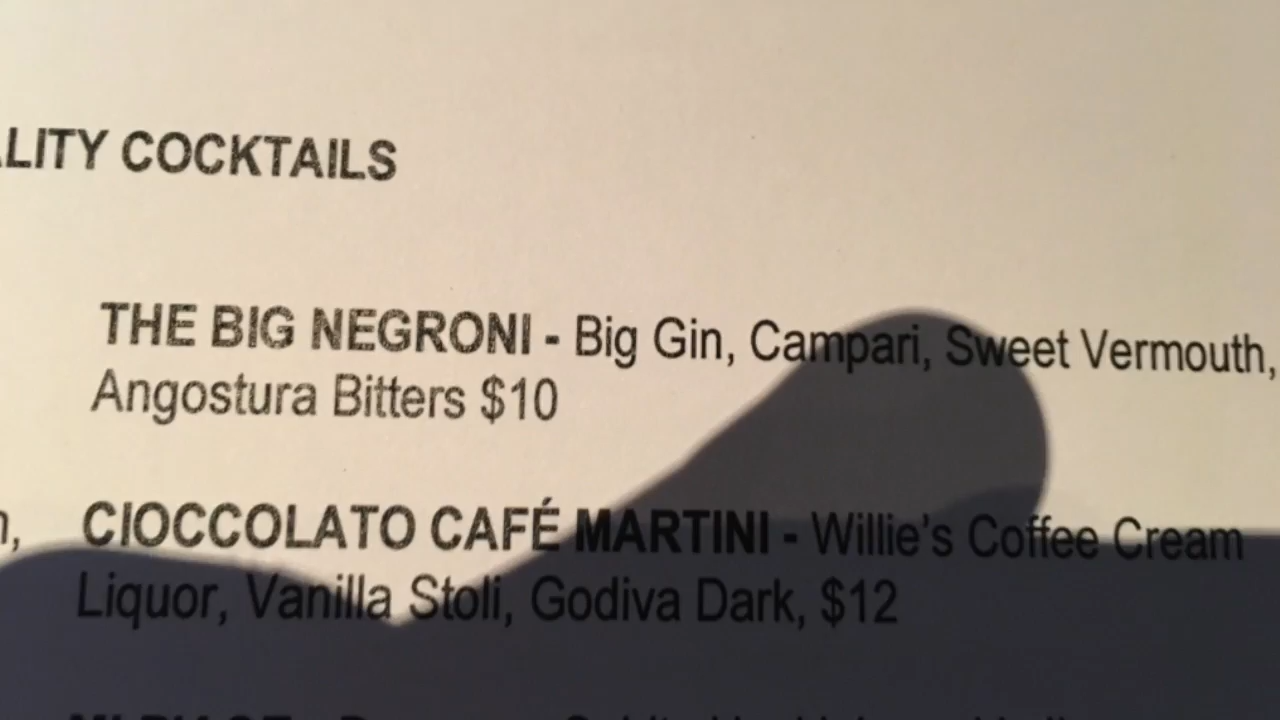 LITY COCKTAILS
THE BIG NEGRONI - Big Gin, Campari, Sweet Vermouth,
Angostura Bitters $10
CIOCCOLATO CAFÉ MARTINI - Willie's Coffee Cream
Liquor, Vanilla Stoli, Godiva Dark, $12